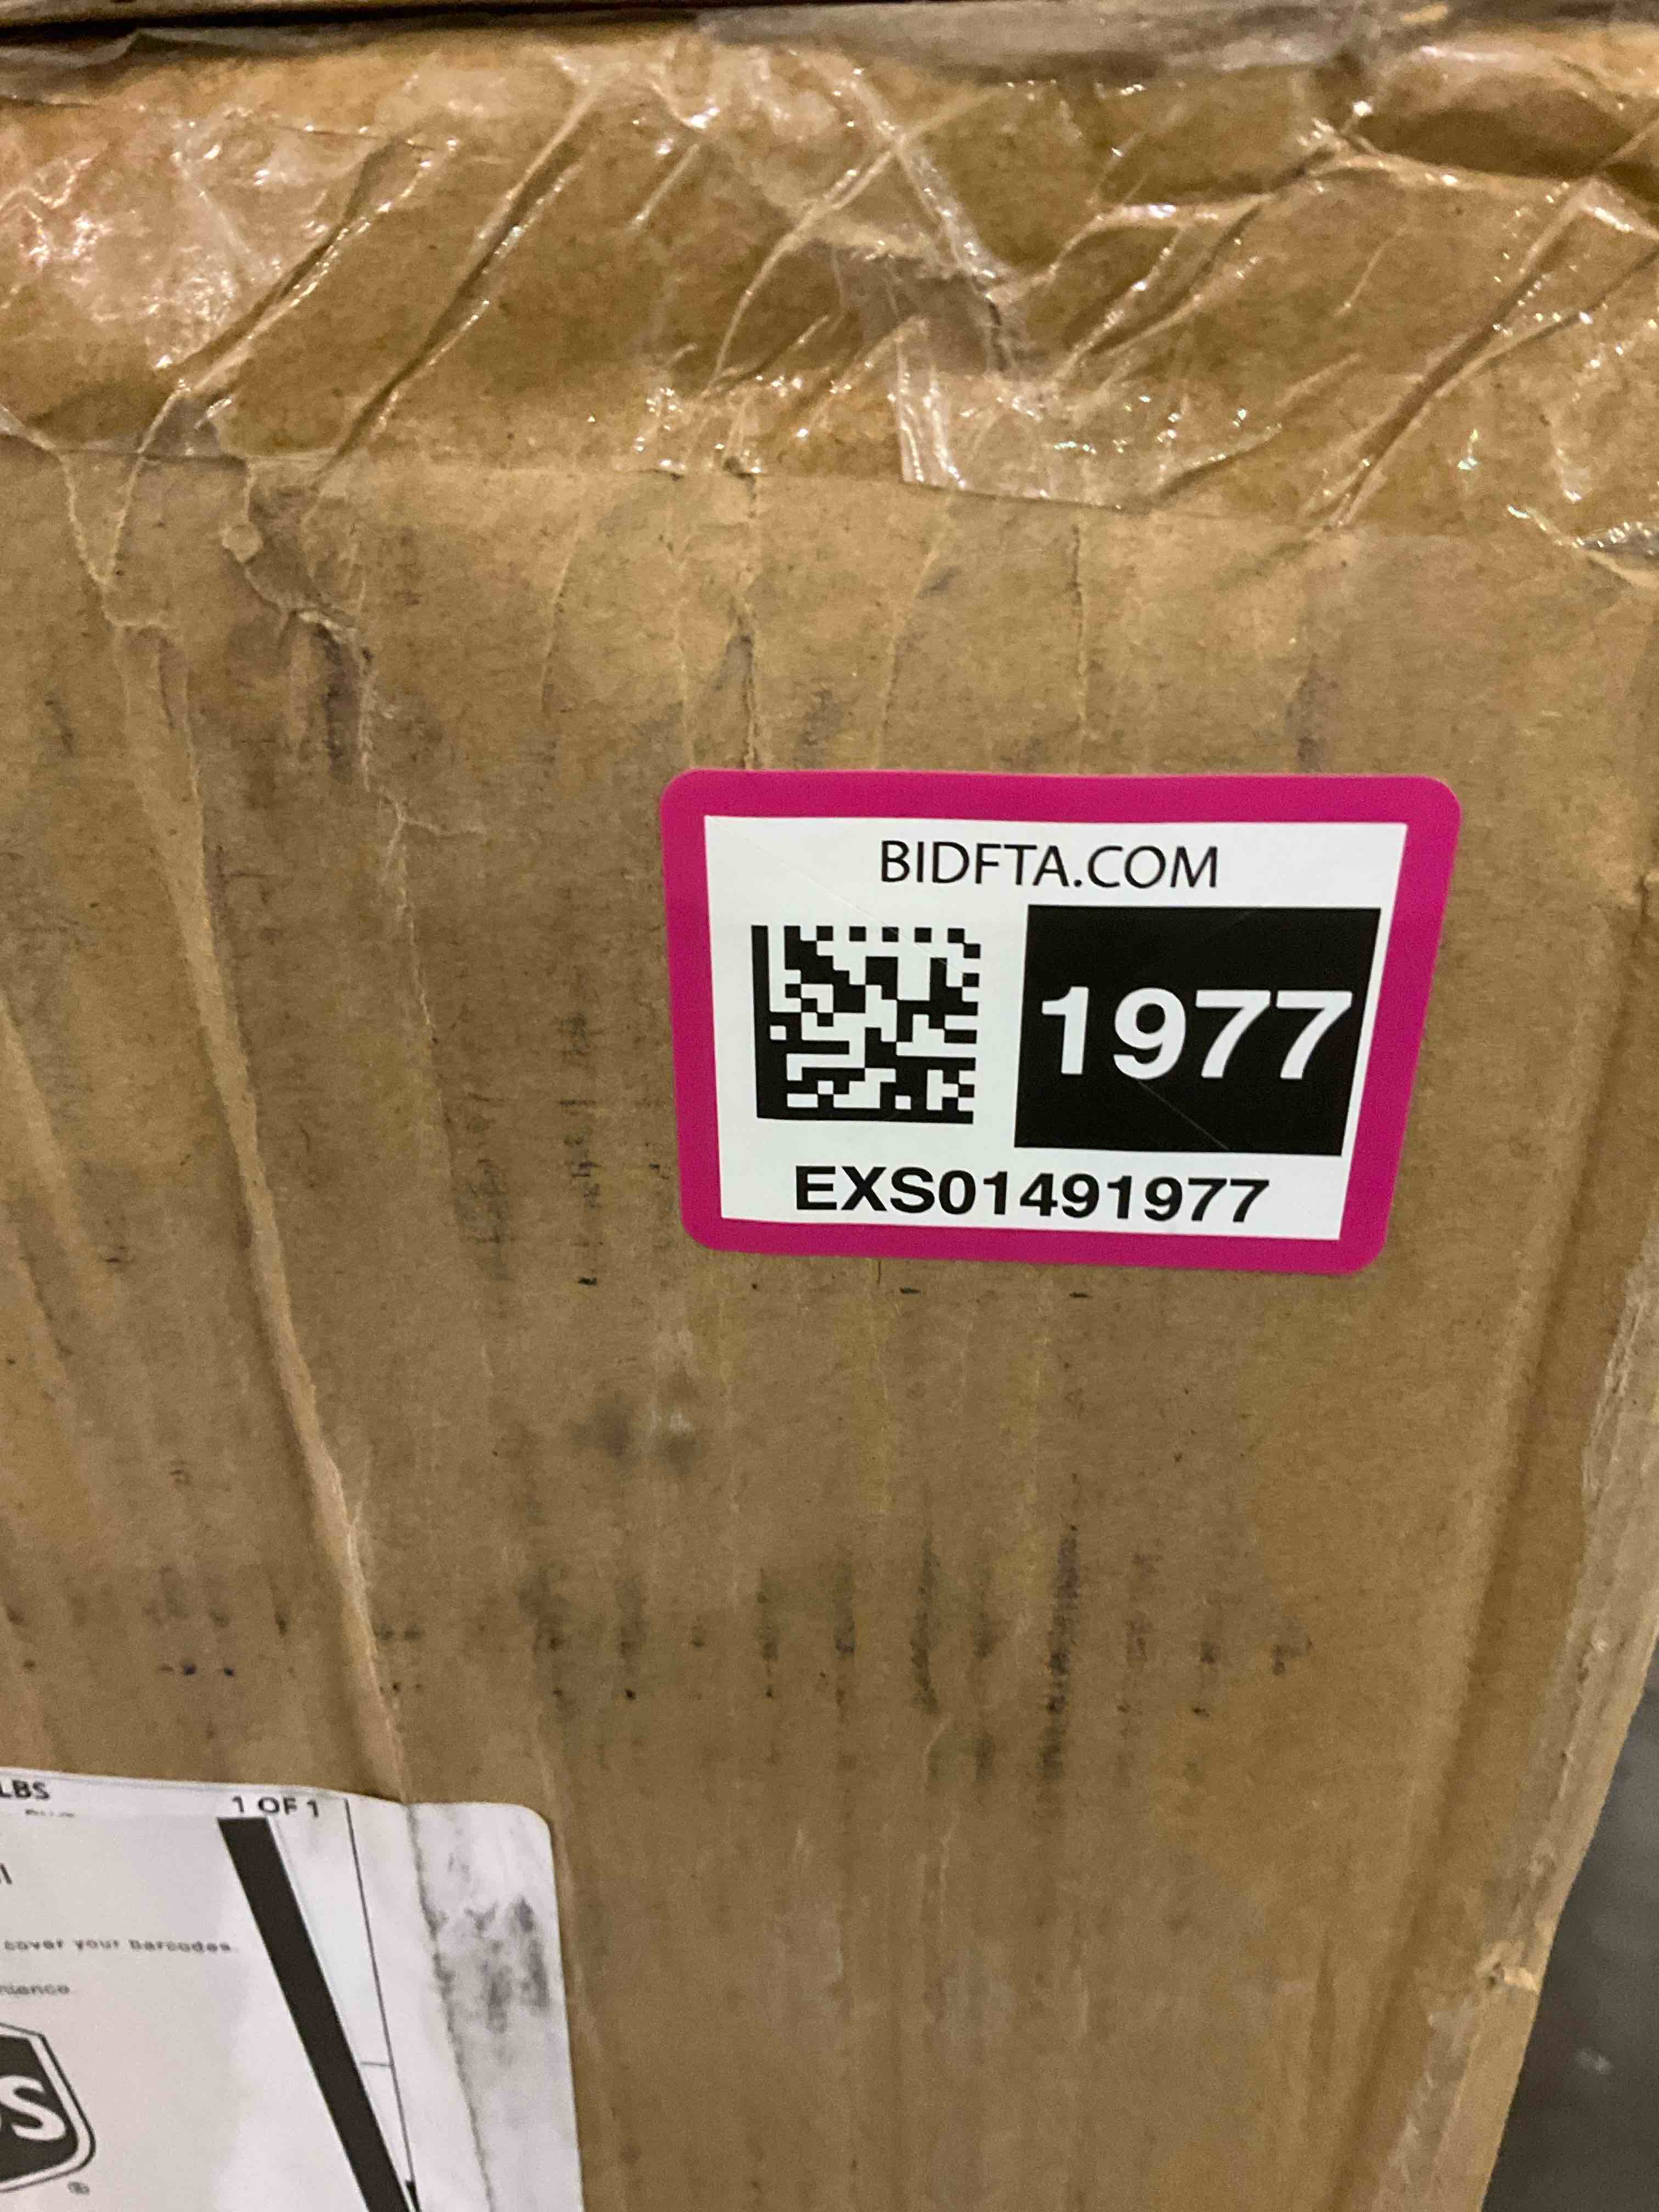 BIDFTA.COM
1977
EXS01491977
LBS
1 OF 1
cover your barcodes.
S
®